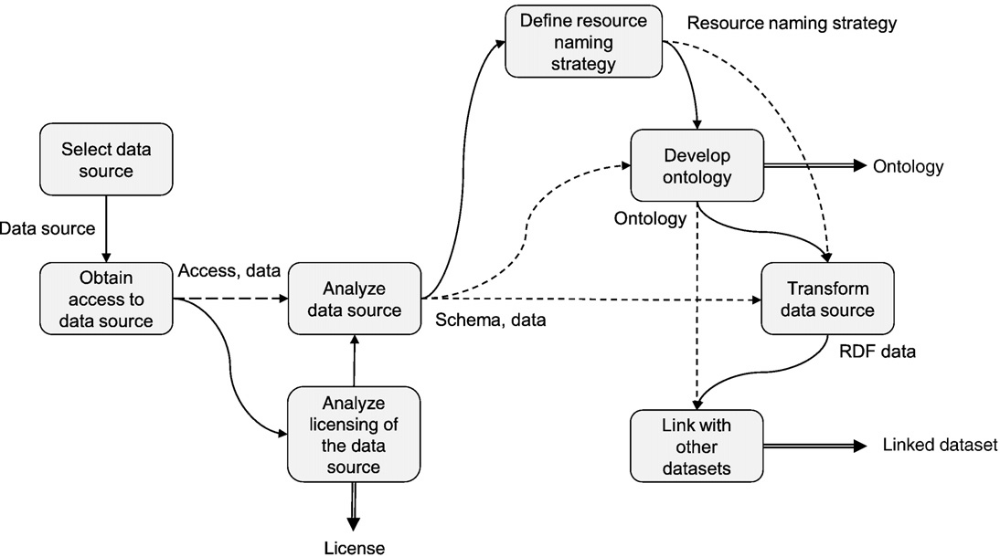 Define resource
naming
strategy
Resource naming strategy
Select data
source
Develop
ontology
Ontology
Data source
Ontology
Obtain
access to
data source
Access, data
Analyze
data source
Schema, data
Transform
data source
RDF data
Analyze
licensing of
the data
source
Link with
other
datasets
Linked dataset
License